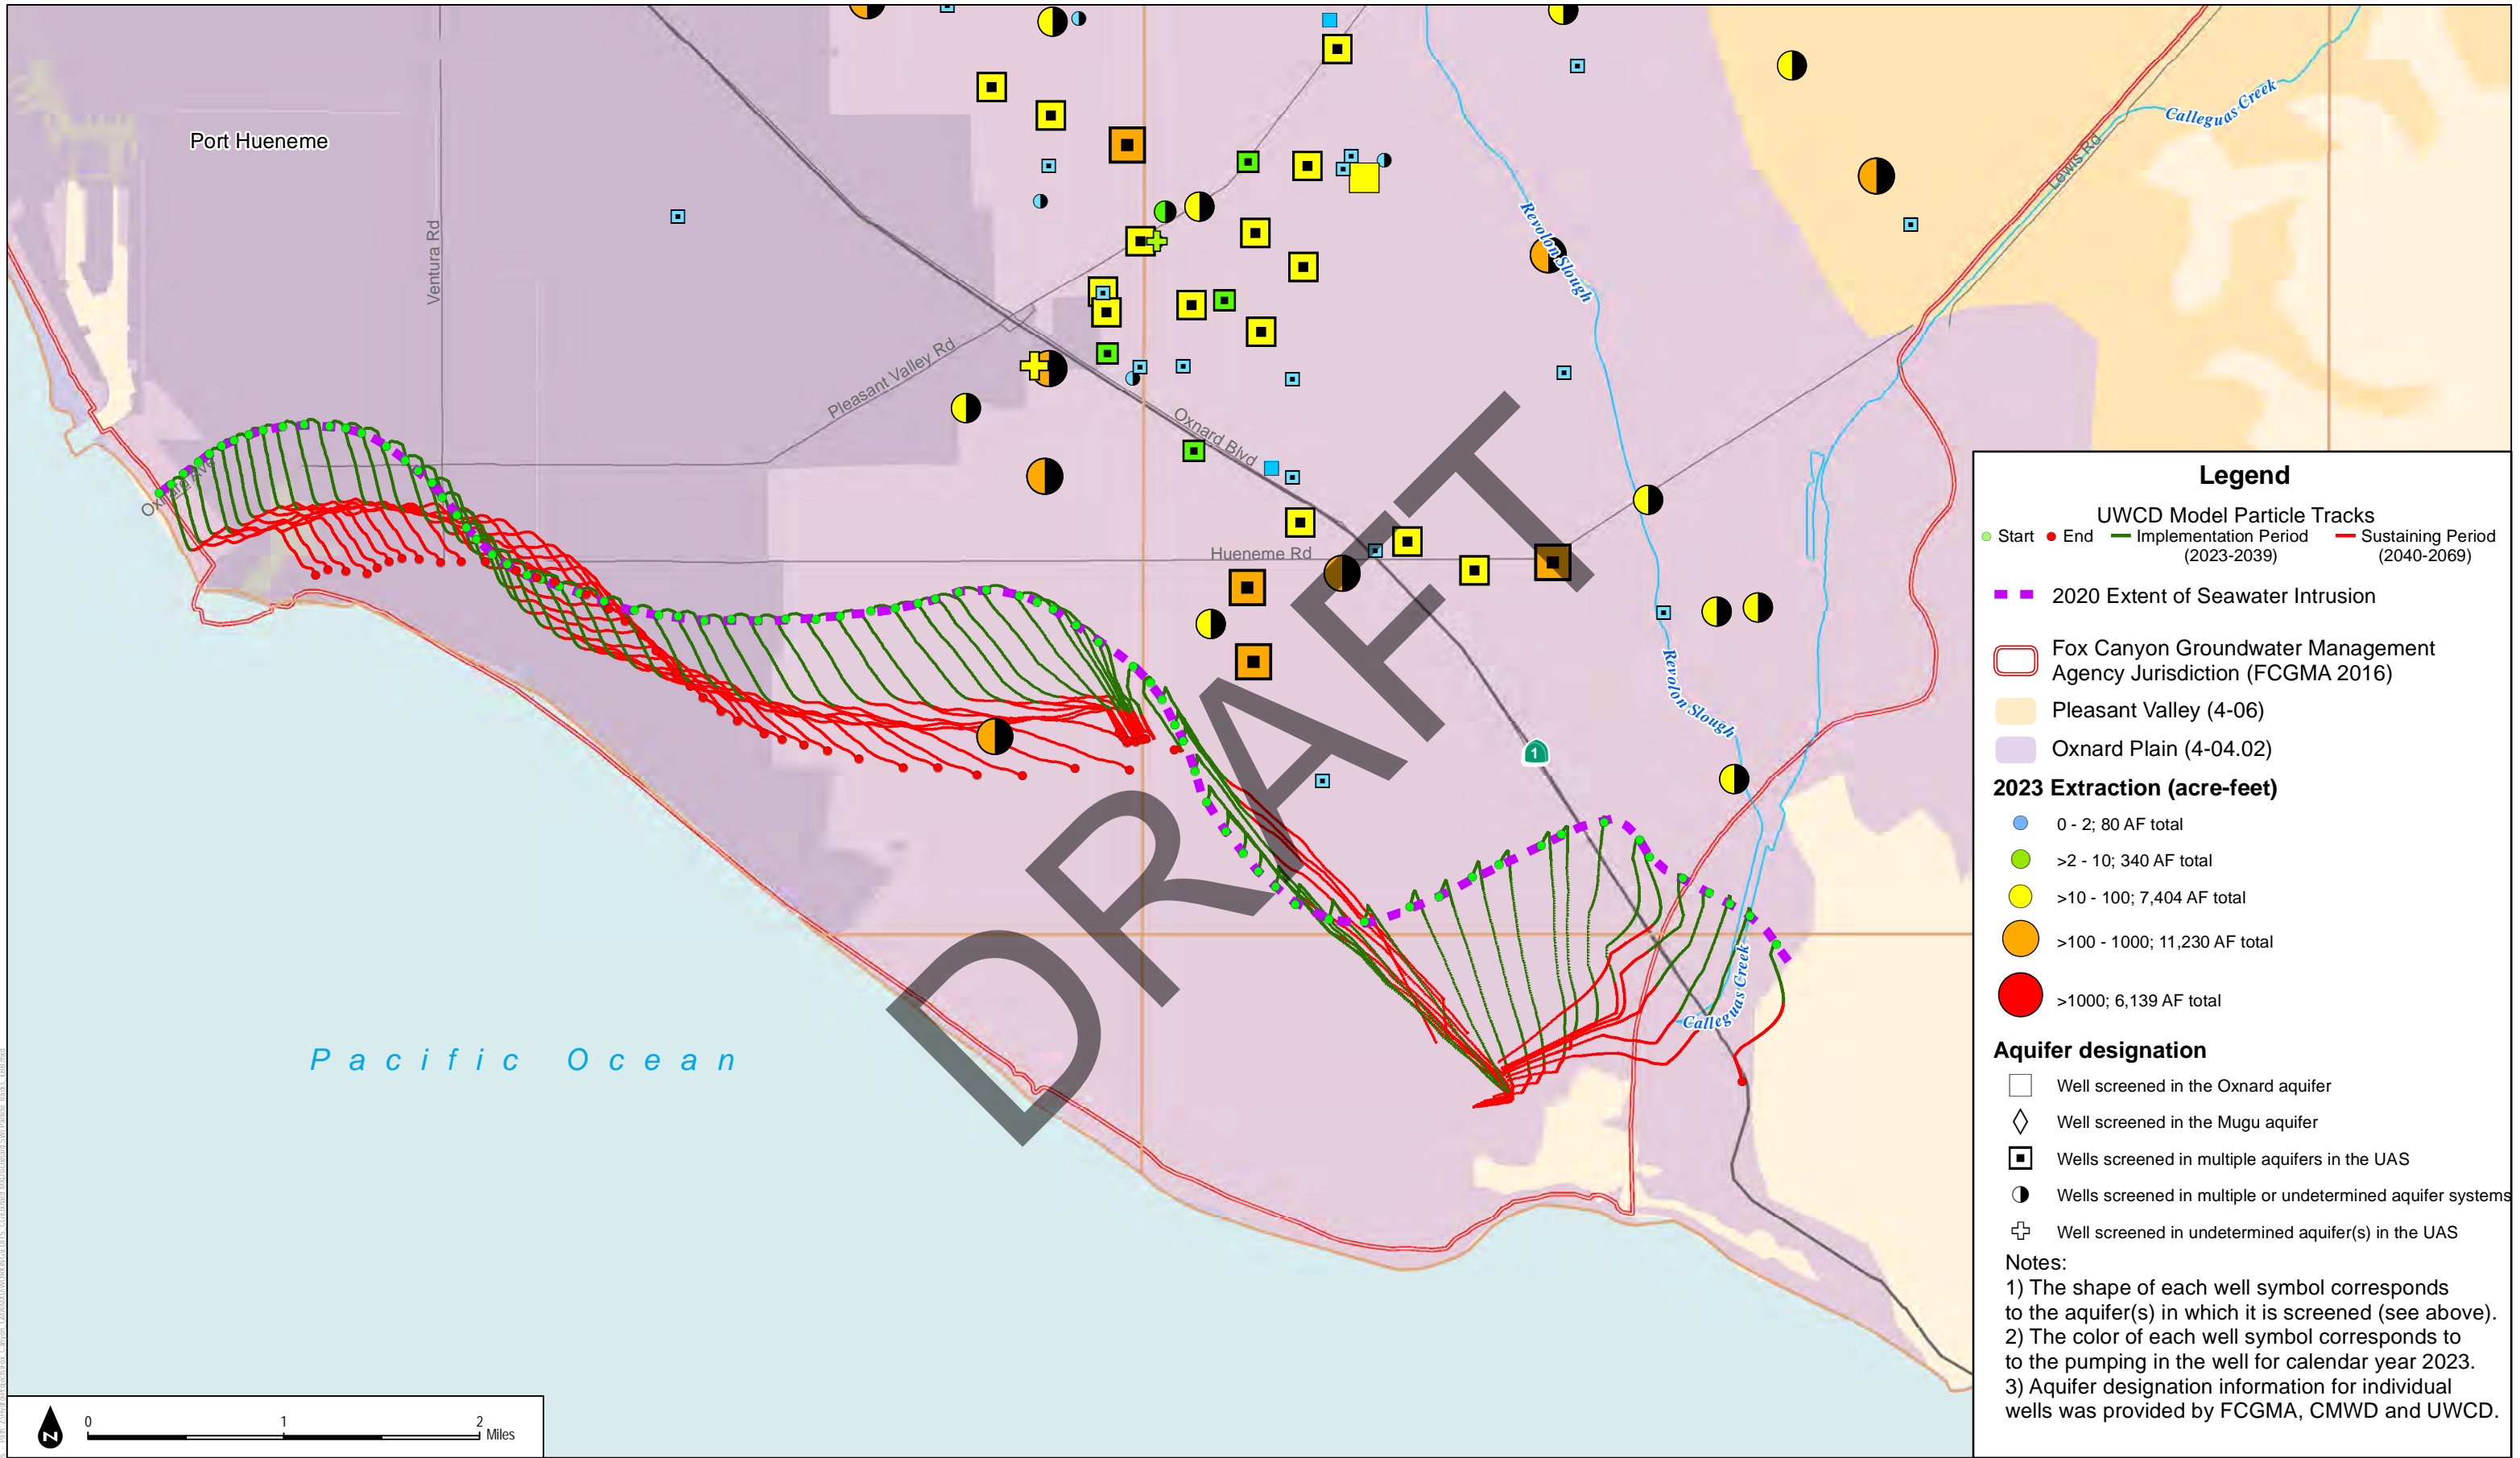 Port Hueneme
Ventura Rd
Pleasant Valley Rd
Oxnard Blvd
Oxnard Ave
Hueneme Rd
Revolon Slough
Revolon Slough
Calleguas Creek
Calleguas Creek
Lewis Rd
1
Pacific Ocean
DRAFT
N
0 1 2
Miles
Legend
UWCD Model Particle Tracks
Start End Implementation Period Sustaining Period
(2023-2039) (2040-2069)
2020 Extent of Seawater Intrusion
Fox Canyon Groundwater Management
Agency Jurisdiction (FCGMA 2016)
Pleasant Valley (4-06)
Oxnard Plain (4-04.02)
2023 Extraction (acre-feet)
0 - 2; 80 AF total
>2 - 10; 340 AF total
>10 - 100; 7,404 AF total
>100 - 1000; 11,230 AF total
>1000; 6,139 AF total
Aquifer designation
Well screened in the Oxnard aquifer
Well screened in the Mugu aquifer
Wells screened in multiple aquifers in the UAS
Wells screened in multiple or undetermined aquifer systems
Well screened in undetermined aquifer(s) in the UAS
Notes:
1) The shape of each well symbol corresponds
to the aquifer(s) in which it is screened (see above).
2) The color of each well symbol corresponds to
to the pumping in the well for calendar year 2023.
3) Aquifer designation information for individual
wells was provided by FCGMA, CMWD and UWCD.